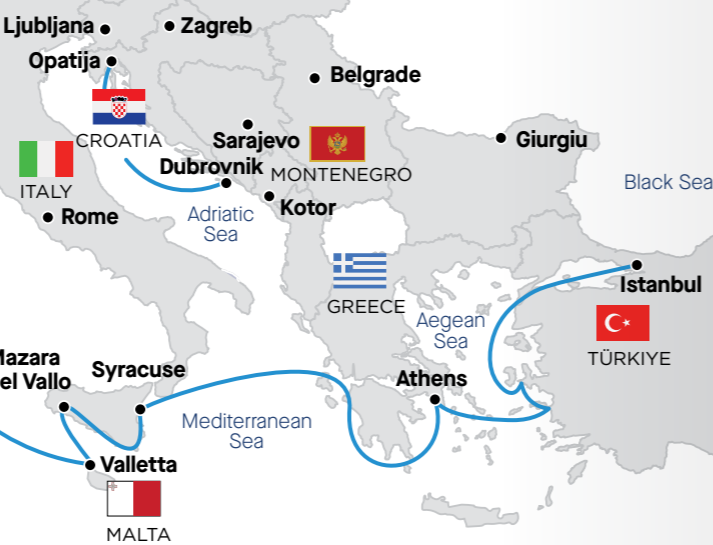 Ljubljana
Zagreb
Opatija
Belgrade
CROATIA
Sarajevo
Giurgiu
ITALY
Dubrovnik
MONTENEGRO
Black Sea
Rome
Adriatic
Sea
Kotor
Istanbul
GREECE
Aegean
Sea
TÜRKIYE
Mazara
el Vallo
Syracuse
Athens
Mediterranean
Sea
Valletta
MALTA